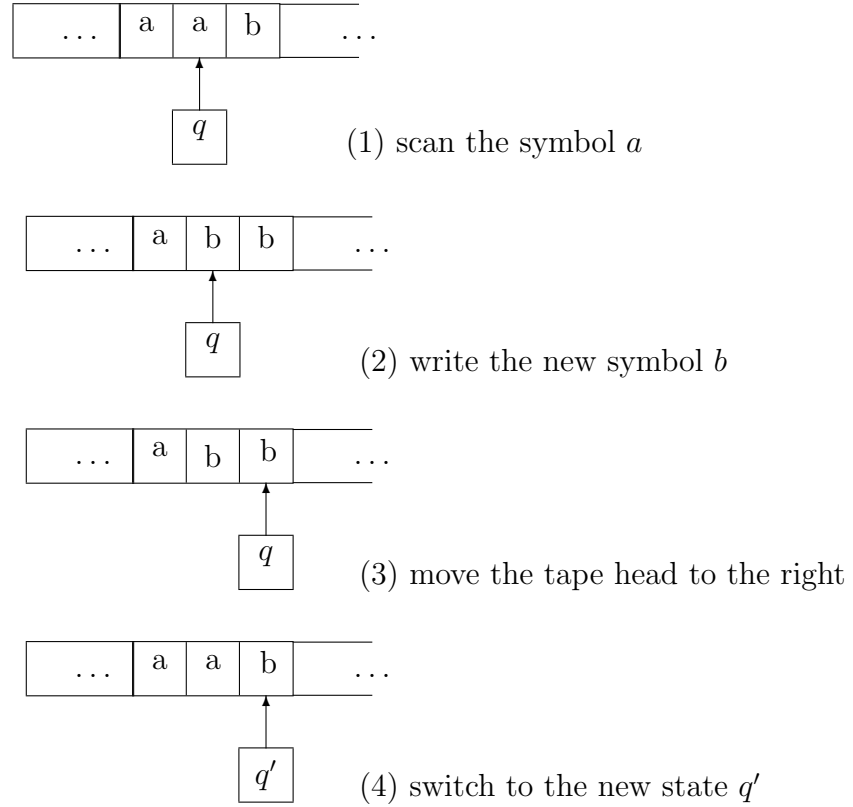 ... a a b ...
q
(1) scan the symbol a
... a b b ...
q
(2) write the new symbol b
... a b b ...
q
(3) move the tape head to the right
... a a b ...
q′
(4) switch to the new state q′